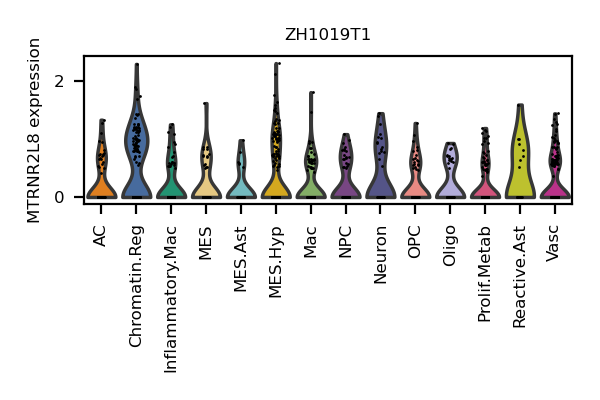 ZH1019T1
MTRNR2L8 expression
2
0
AC
Chromatin.Reg
Inflammatory.Mac
MES
MES.Ast
MES.Hyp
Mac
NPC
Neuron
OPC
Oligo
Prolif.Metab
Reactive.Ast
Vasc